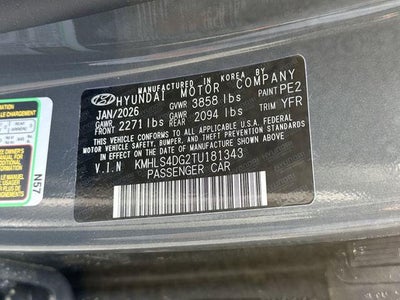 MANUFACTURED IN KOREA BY
HYUNDAI MOTOR COMPANY
JAN/2026 GVWR 3858 lbs PAINT PE2
GAWR FRONT 2271 lbs GAWR REAR 2094 lbs TRIM YFR
THIS VEHICLE CONFORMS TO ALL APPLICABLE U.S. FEDERAL
MOTOR VEHICLE SAFETY, BUMPER, AND THEFT PREVENTION STANDARDS
IN EFFECT ON THE DATE OF MANUFACTURE SHOWN ABOVE.
V.I.N KMHLS4DG2TU181343
PASSENGER CAR
REAR
N57